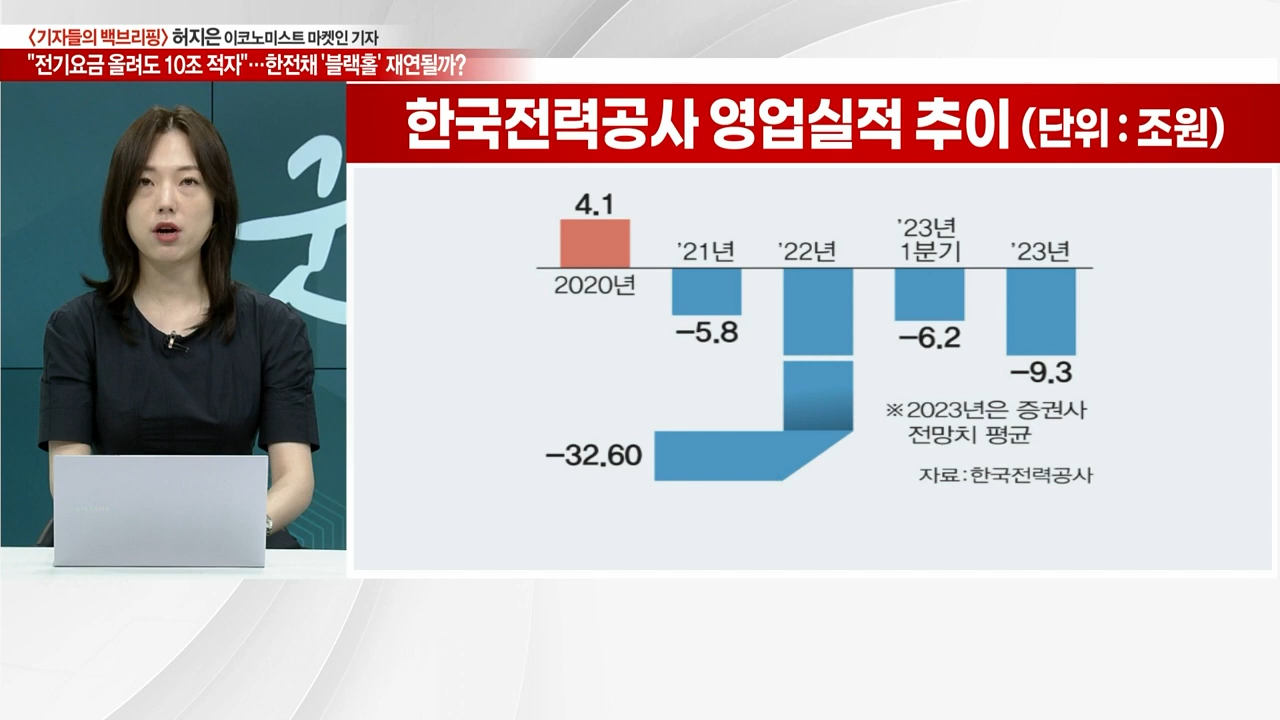 <기자들의 백브리핑> 허지은 이코노미스트 마켓인 기자
"전기요금 올려도 10조 적자"…한전채 '블랙홀' 재연될까?
한국전력공사 영업실적 추이 (단위 : 조원)
4.1
2020년
'21년
-5.8
'22년
-32.60
'23년
1분기
-6.2
'23년
-9.3
※2023년은 증권사
전망치 평균
자료:한국전력공사